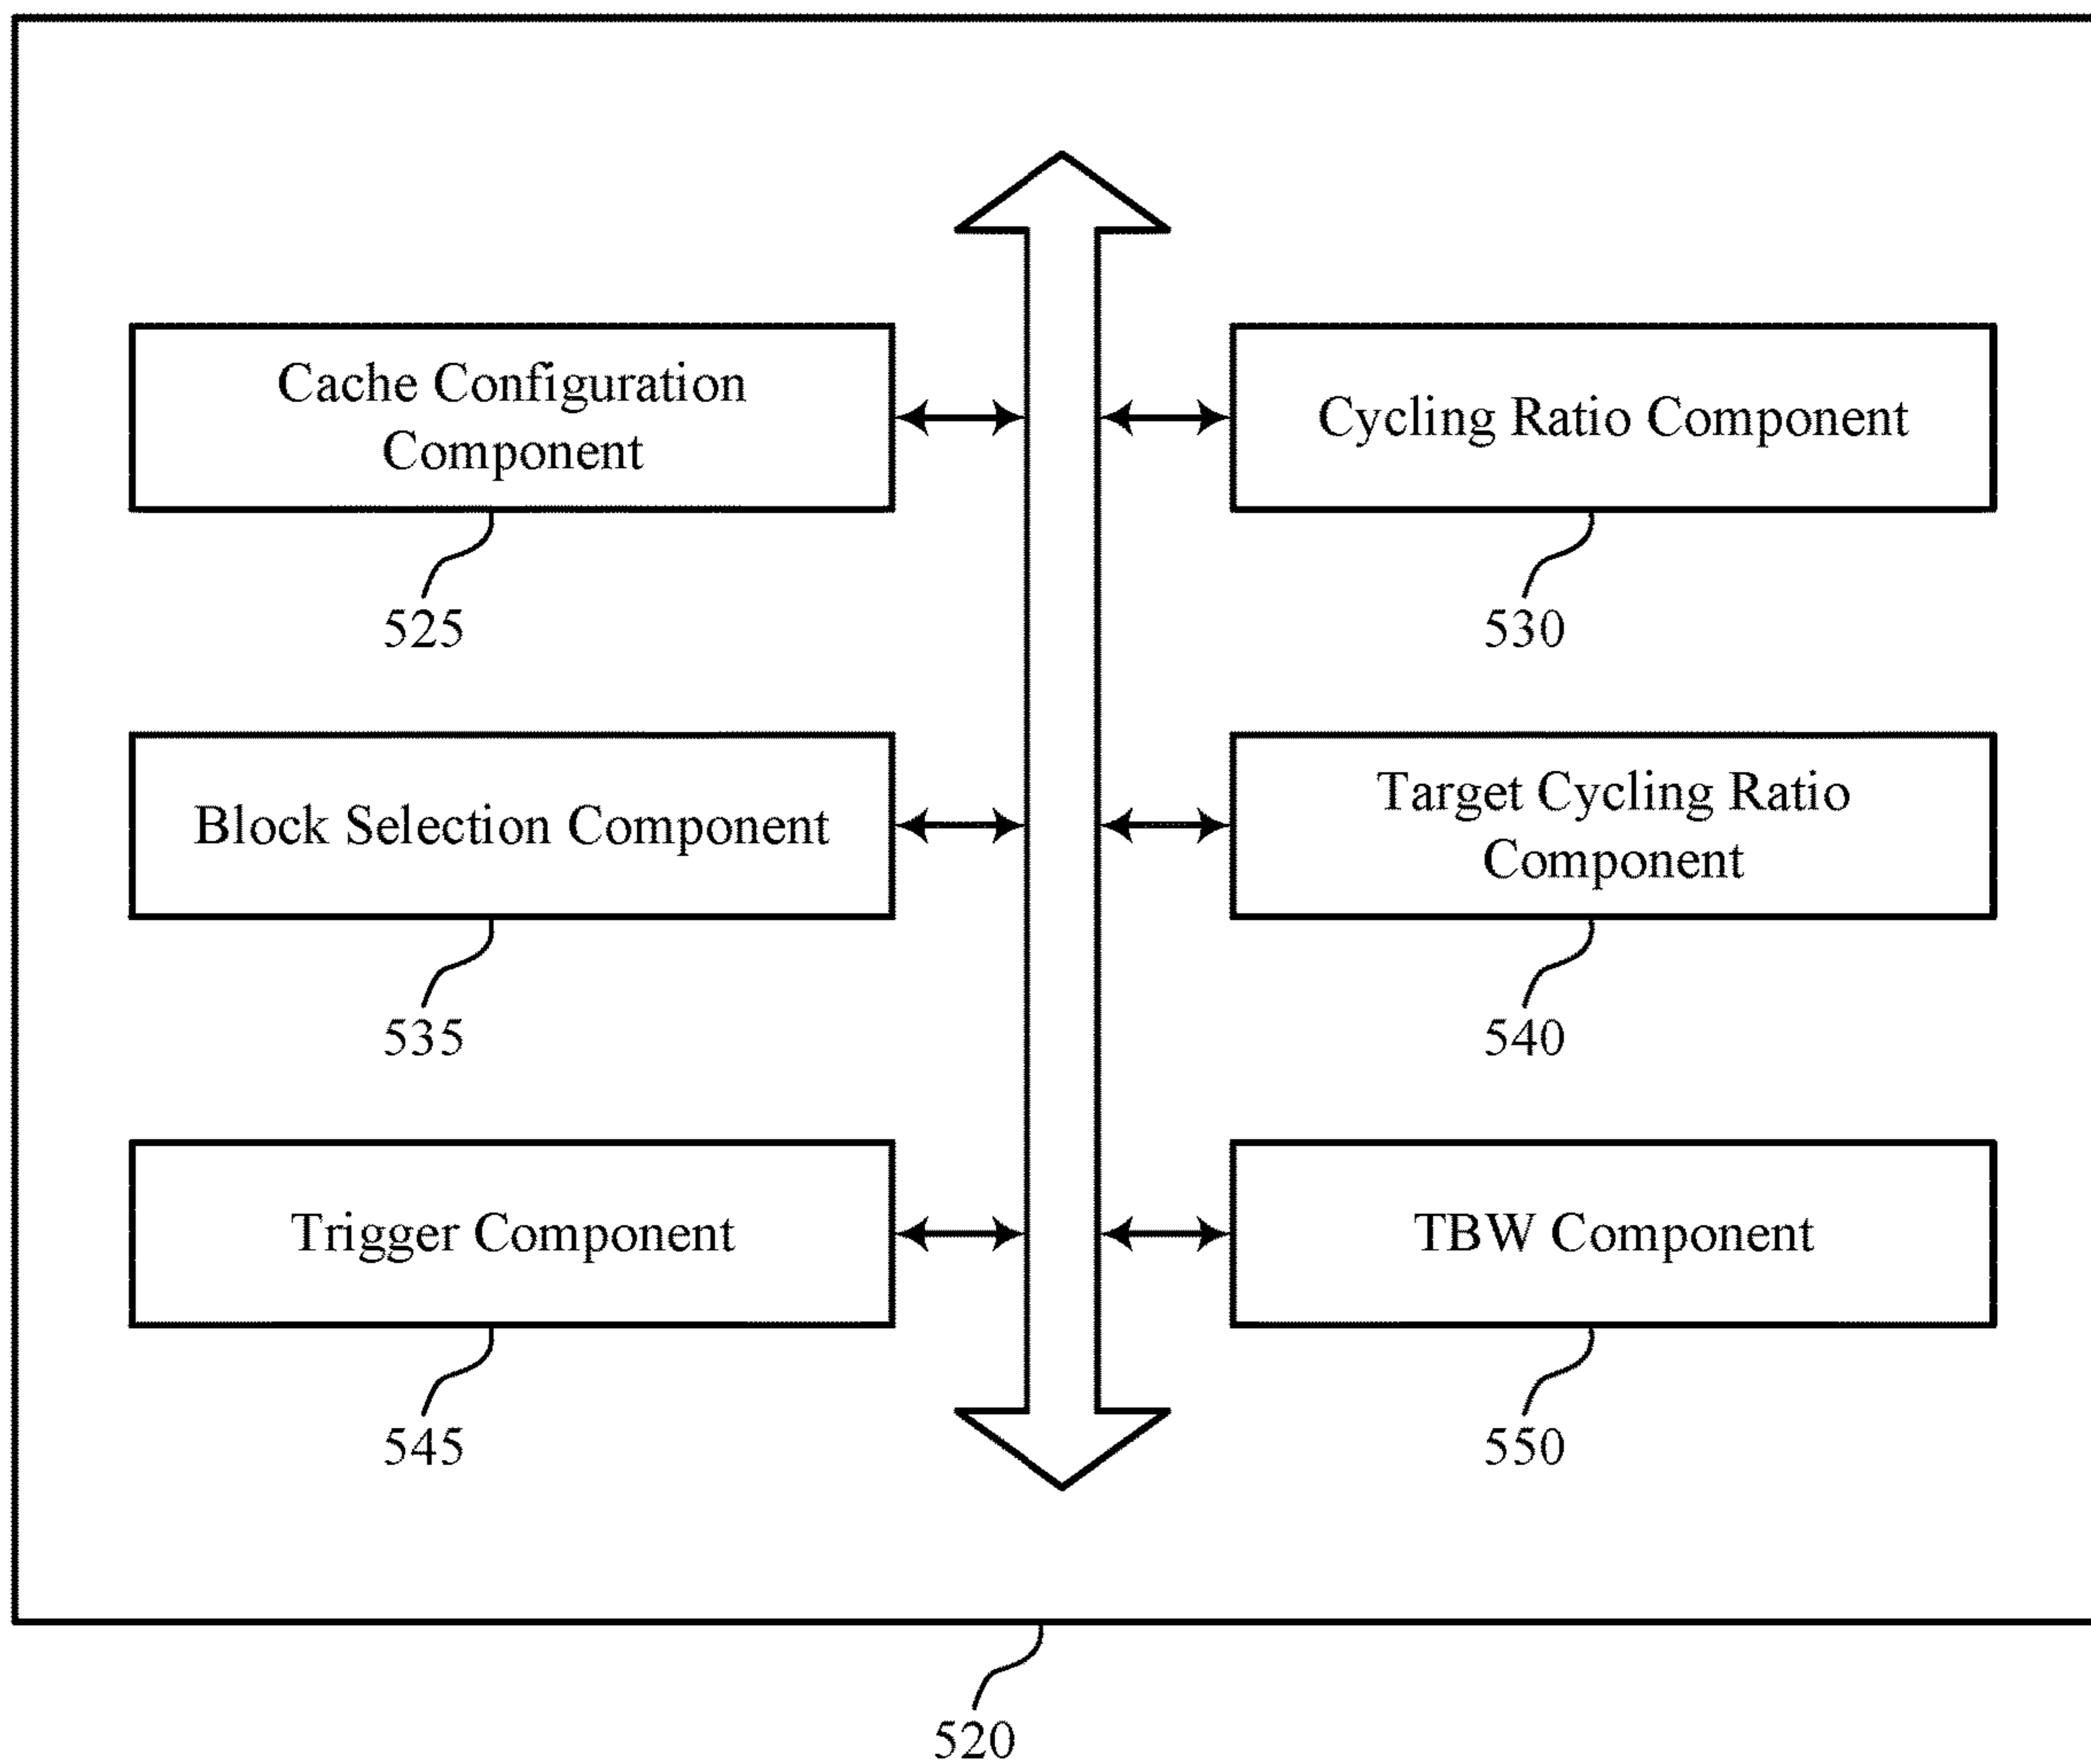 Cache Configuration
Component
525
Cycling Ratio Component
530
Block Selection Component
535
Target Cycling Ratio
Component
540
Trigger Component
545
TBW Component
550
520